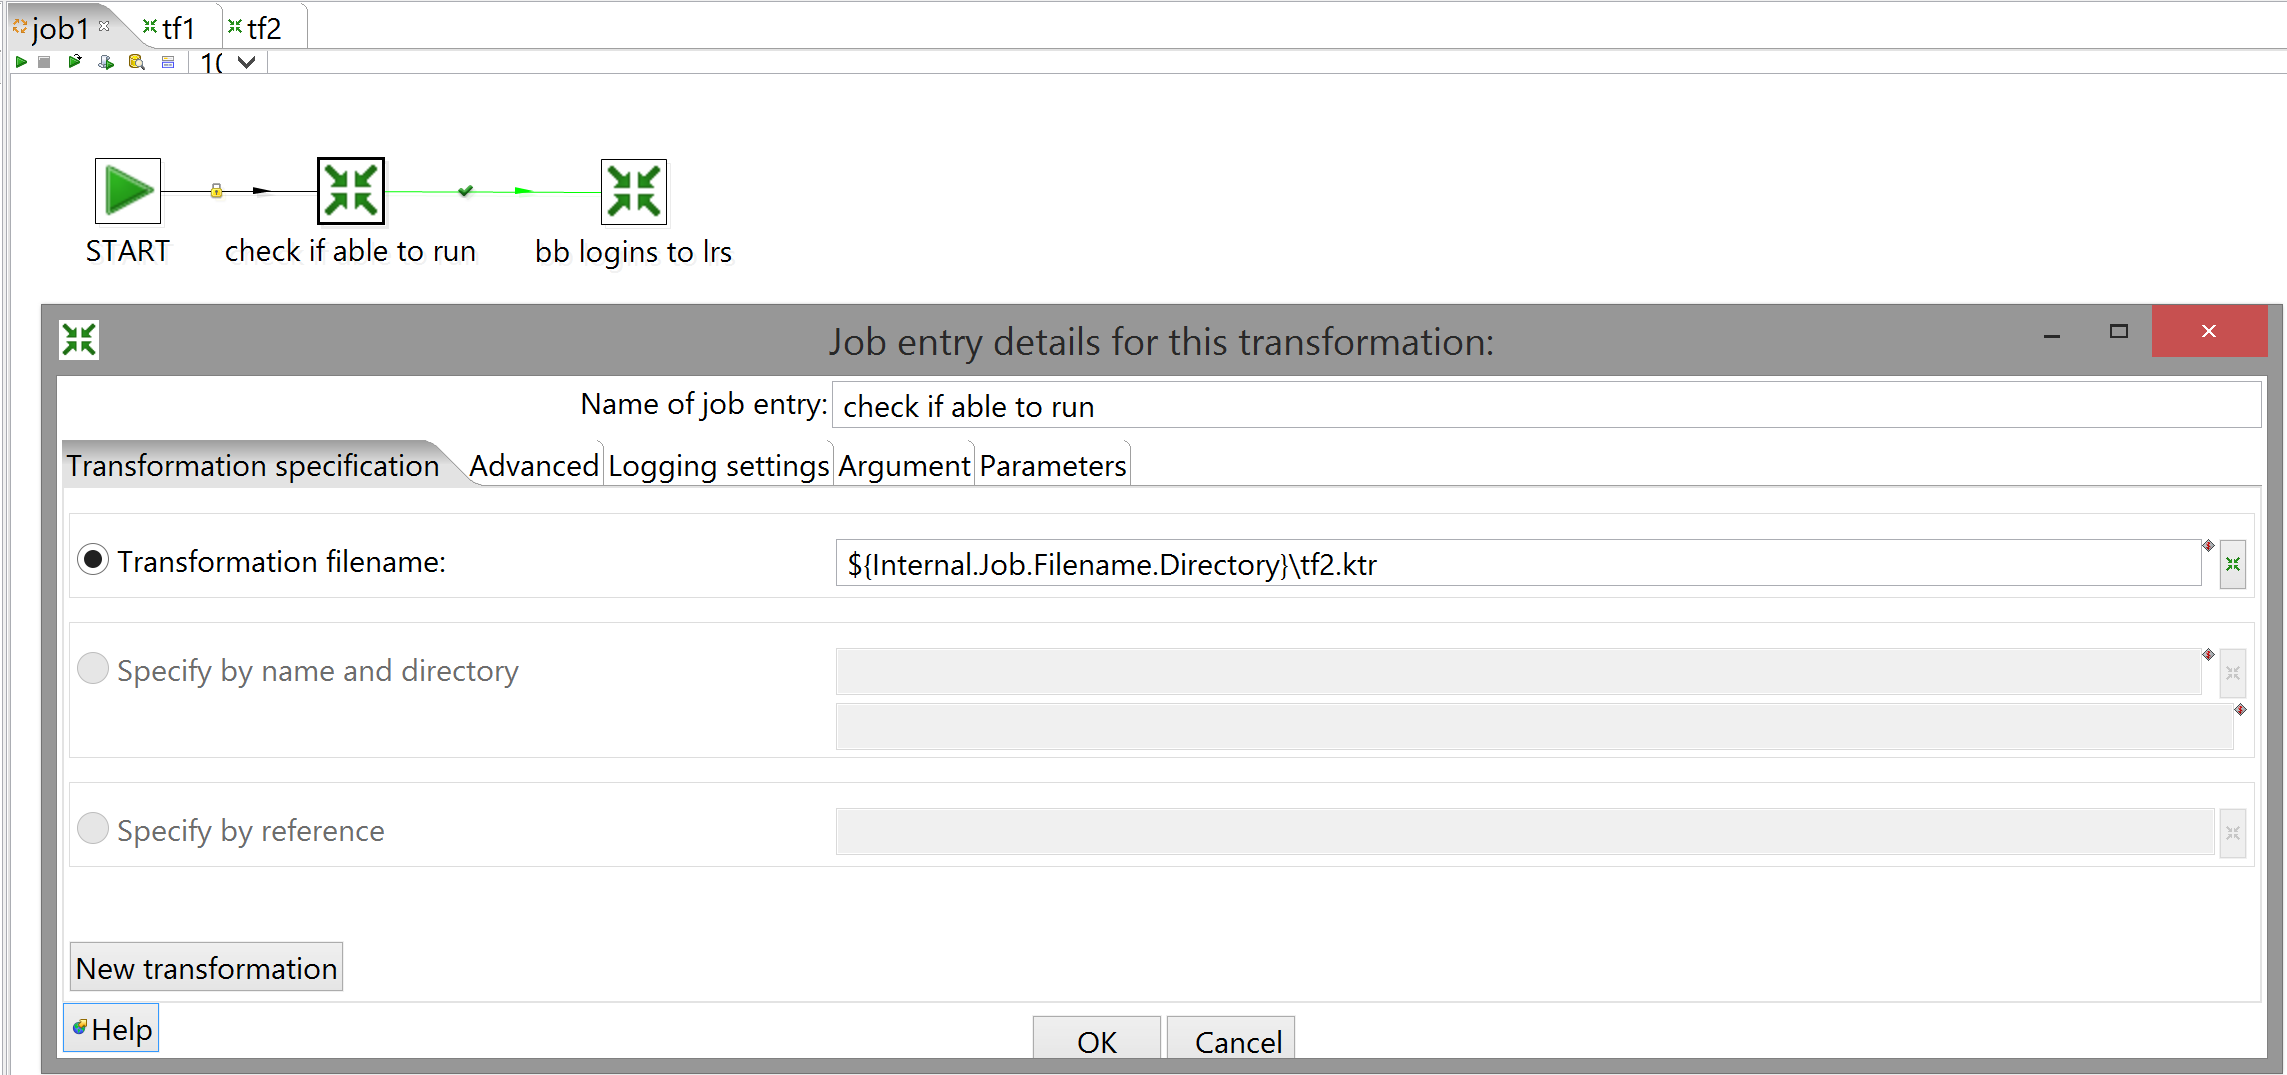 job1 tf1 tf2
10
START check if able to run bb logins to lrs
Job entry details for this transformation:
Name of job entry: check if able to run
Transformation specification Advanced Logging settings Argument Parameters
Transformation filename: ${Internal.Job.Filename.Directory}\tf2.ktr
Specify by name and directory
Specify by reference
New transformation
Help
OK Cancel